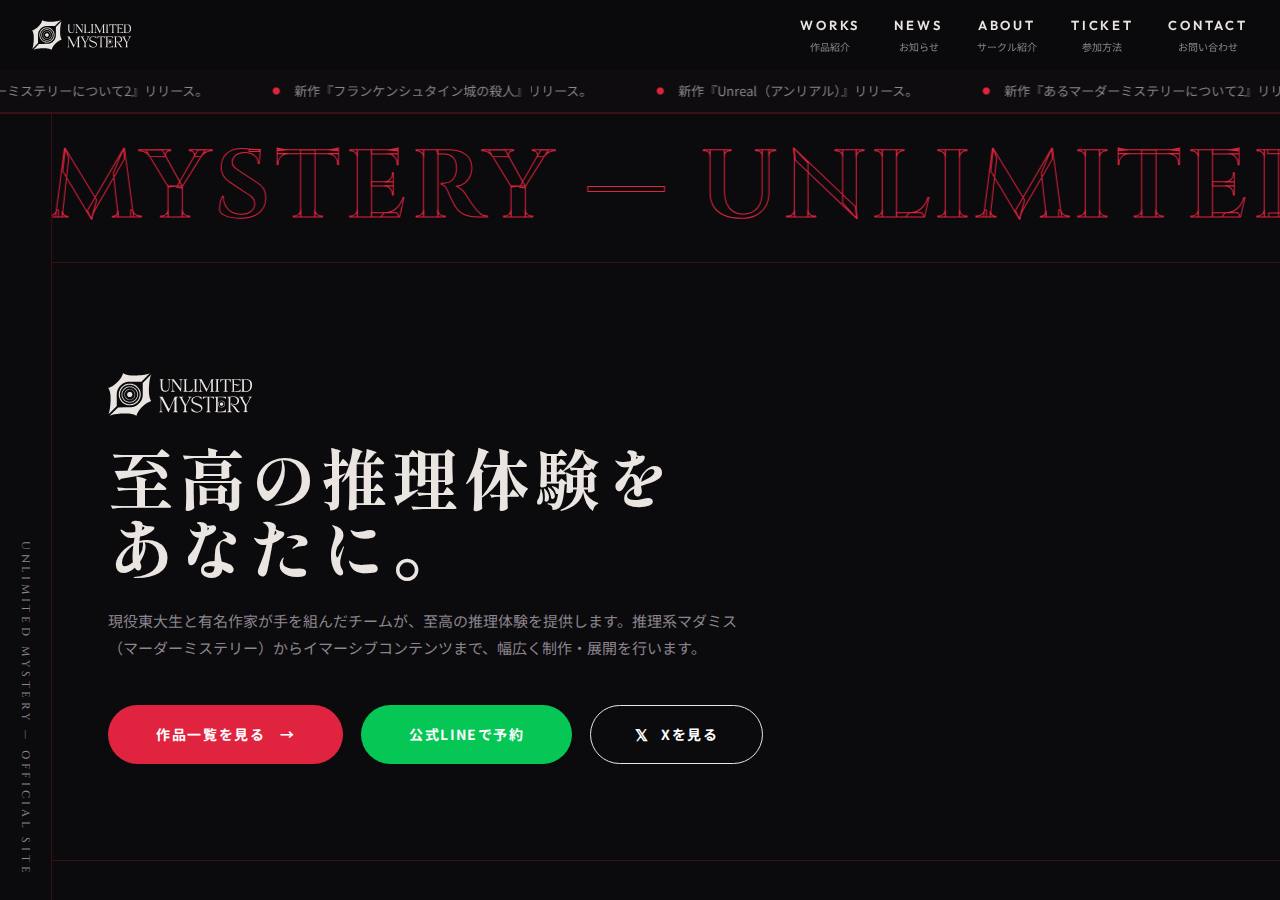 UNLIMITED
MYSTERY
WORKS
作品紹介
NEWS
お知らせ
ABOUT
サークル紹介
TICKET
参加方法
CONTACT
お問い合わせ
ーミステリーについて2』リリース。
新作『フランケンシュタイン城の殺人』リリース。
新作『Unreal（アンリアル）』リリース。
新作『あるマーダーミステリーについて2』リリ
MYSTERY — UNLIMITED
UNLIMITED
MYSTERY
至高の推理体験を
あなたに。
現役東大生と有名作家が手を組んだチームが、至高の推理体験を提供します。推理系マダミス
（マーダーミステリー）からイマーシブコンテンツまで、幅広く制作・展開を行います。
作品一覧を見る →
公式LINEで予約
𝕏 Xを見る
UNLIMITED MYSTERY — OFFICIAL SITE